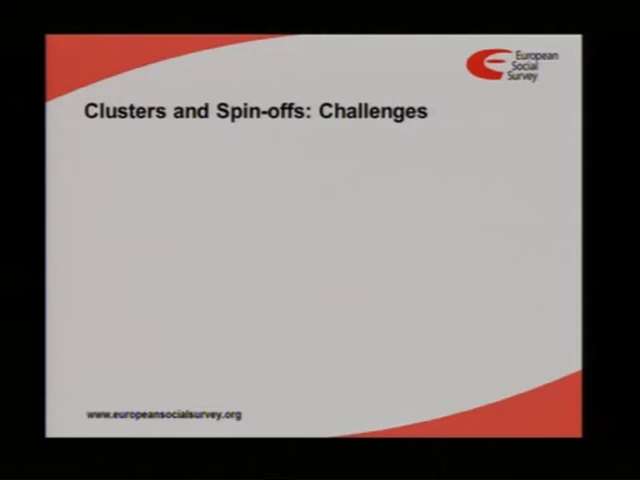 European
Social
Survey
Clusters and Spin-offs: Challenges
www.europeansocialsurvey.org